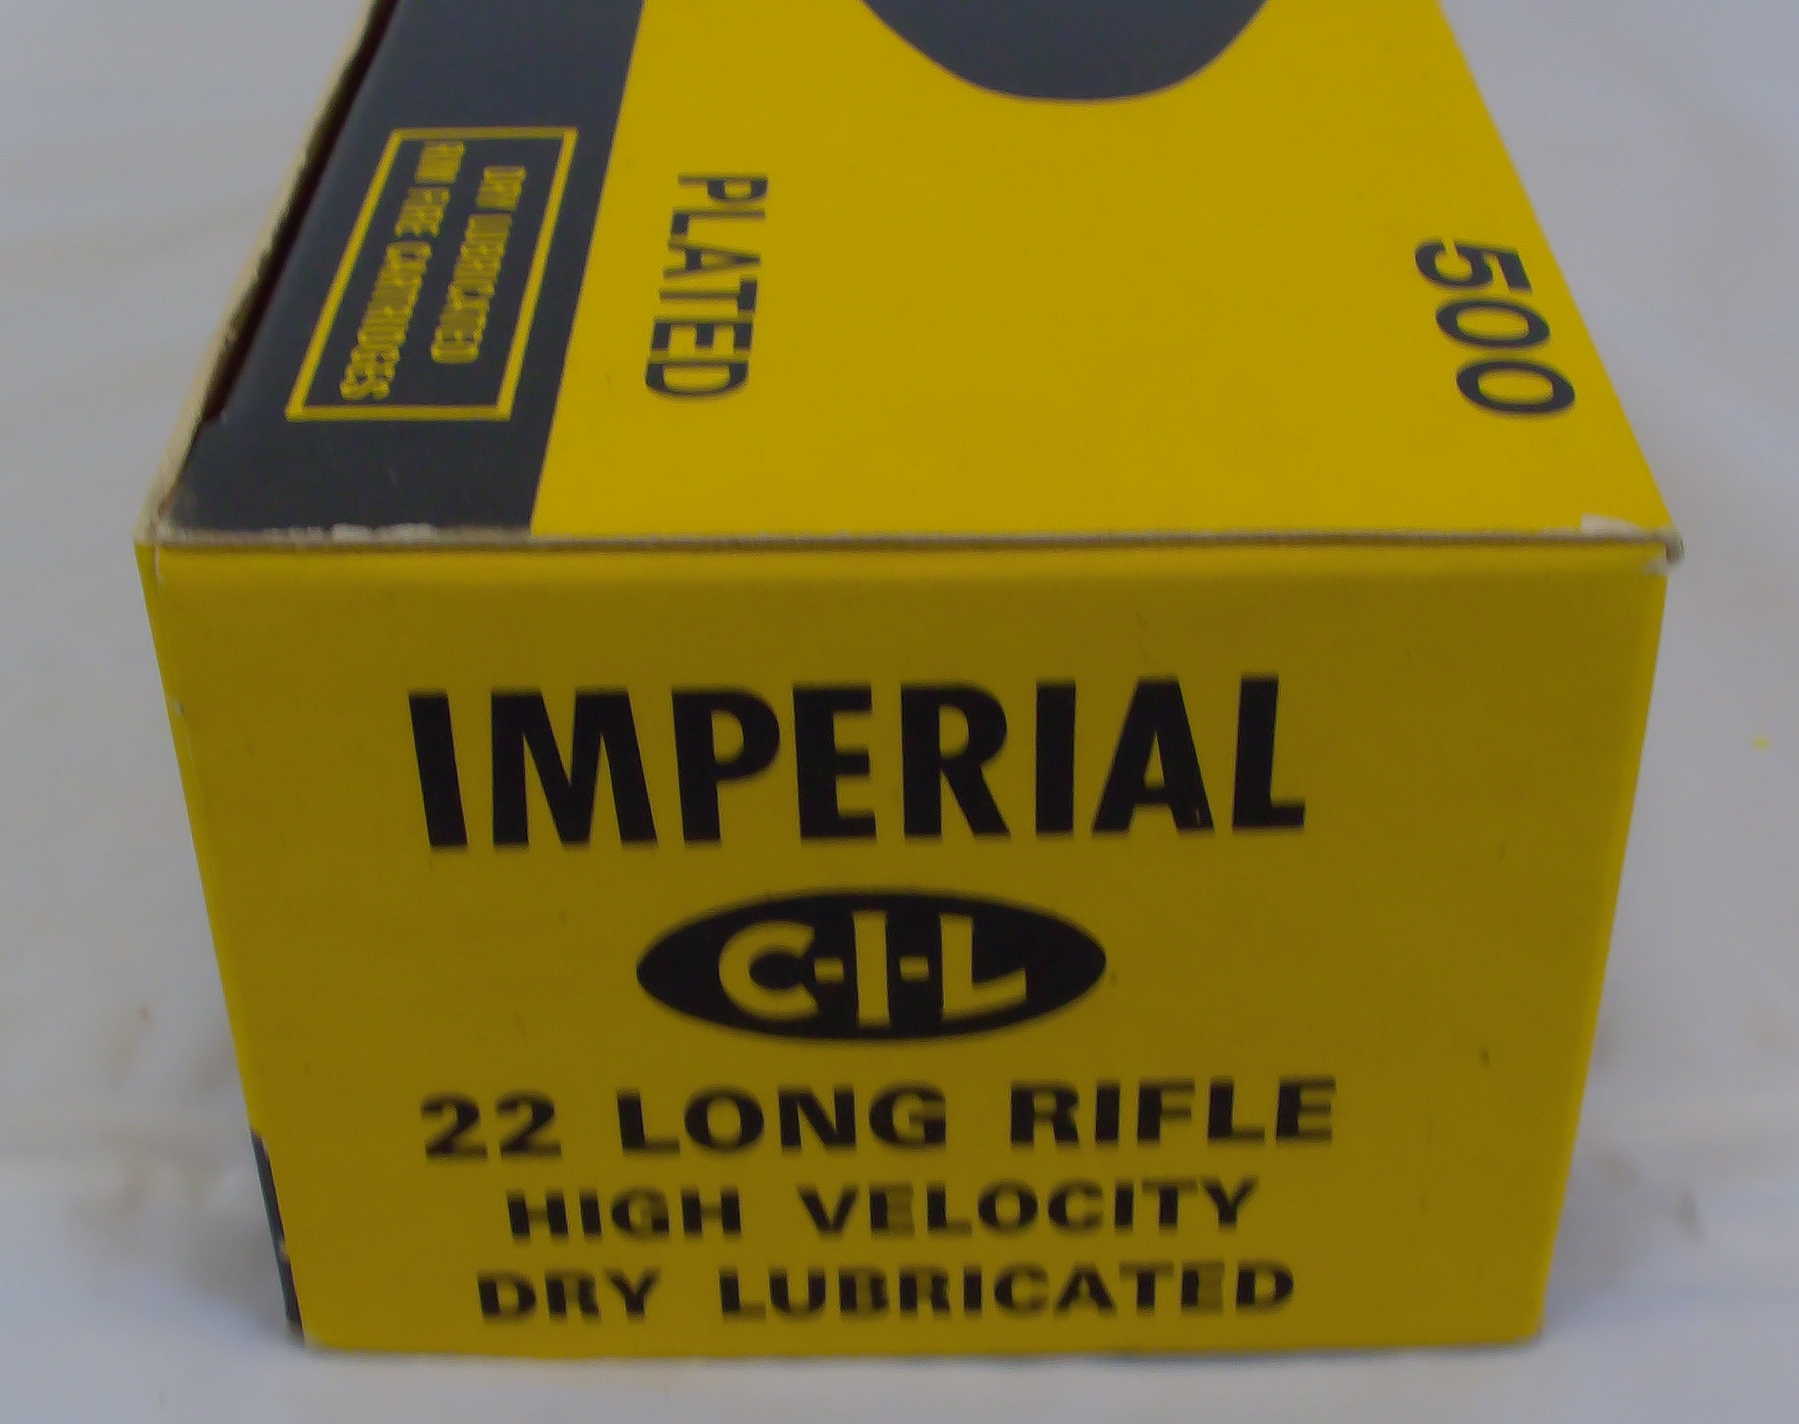 DRY LUBRICATED
RIM FIRE CARTRIDGES
PLATED
500
IMPERIAL
C-I-L
22 LONG RIFLE
HIGH VELOCITY
DRY LUBRICATED